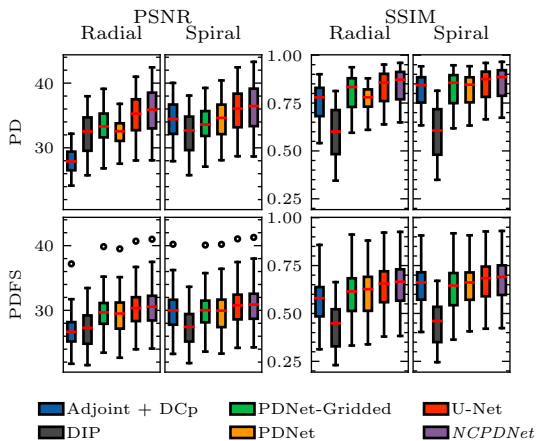 PSNR SSIM
Radial Spiral Radial Spiral
PD
40
30
1.00
0.75
0.50
0.25
PDFS
40
30
1.00
0.75
0.50
0.25
Adjoint + DCp PDNet-Gridded U-Net
DIP PDNet NCPDNet